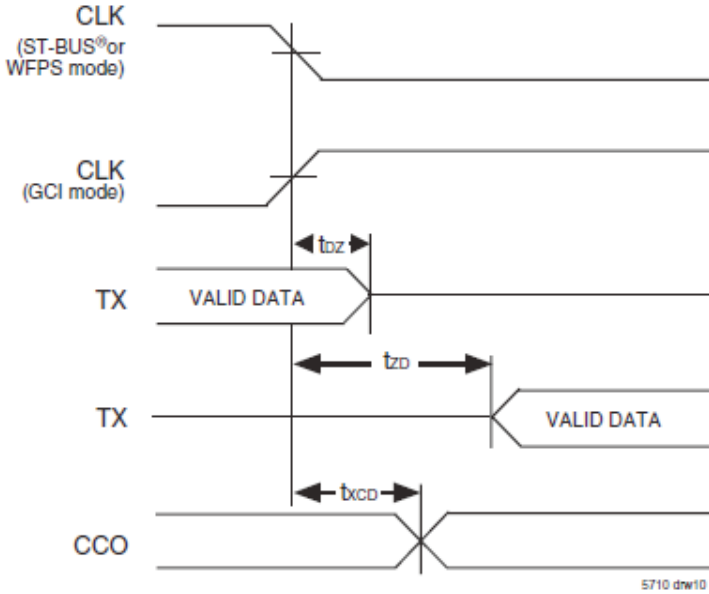 CLK
(ST-BUS®or
WFPS mode)
CLK
(GCI mode)
tDZ
TX
VALID DATA
tZD
TX
VALID DATA
tXCD
CCO
5710 drw10